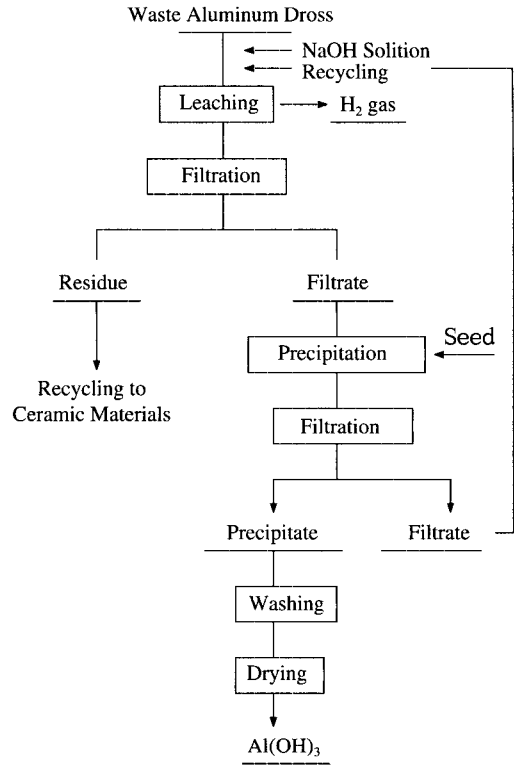 Waste Aluminum Dross
NaOH Solition
Recycling
Leaching
H₂ gas
Filtration
Residue
Filtrate
Seed
Precipitation
Recycling to
Ceramic Materials
Filtration
Precipitate
Filtrate
Washing
Drying
Al(OH)₃